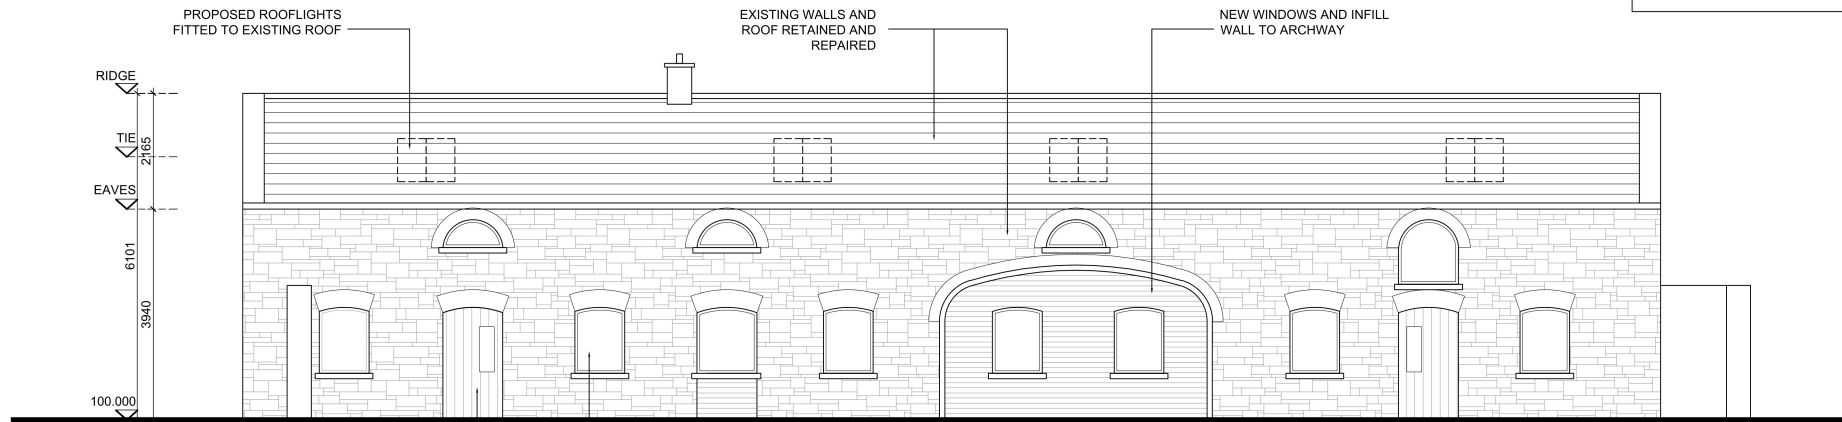 PROPOSED ROOFLIGHTS
FITTED TO EXISTING ROOF
EXISTING WALLS AND
ROOF RETAINED AND
REPAIRED
NEW WINDOWS AND INFILL
WALL TO ARCHWAY
RIDGE
TIE
EAVES
100.000
2165
6101
3940